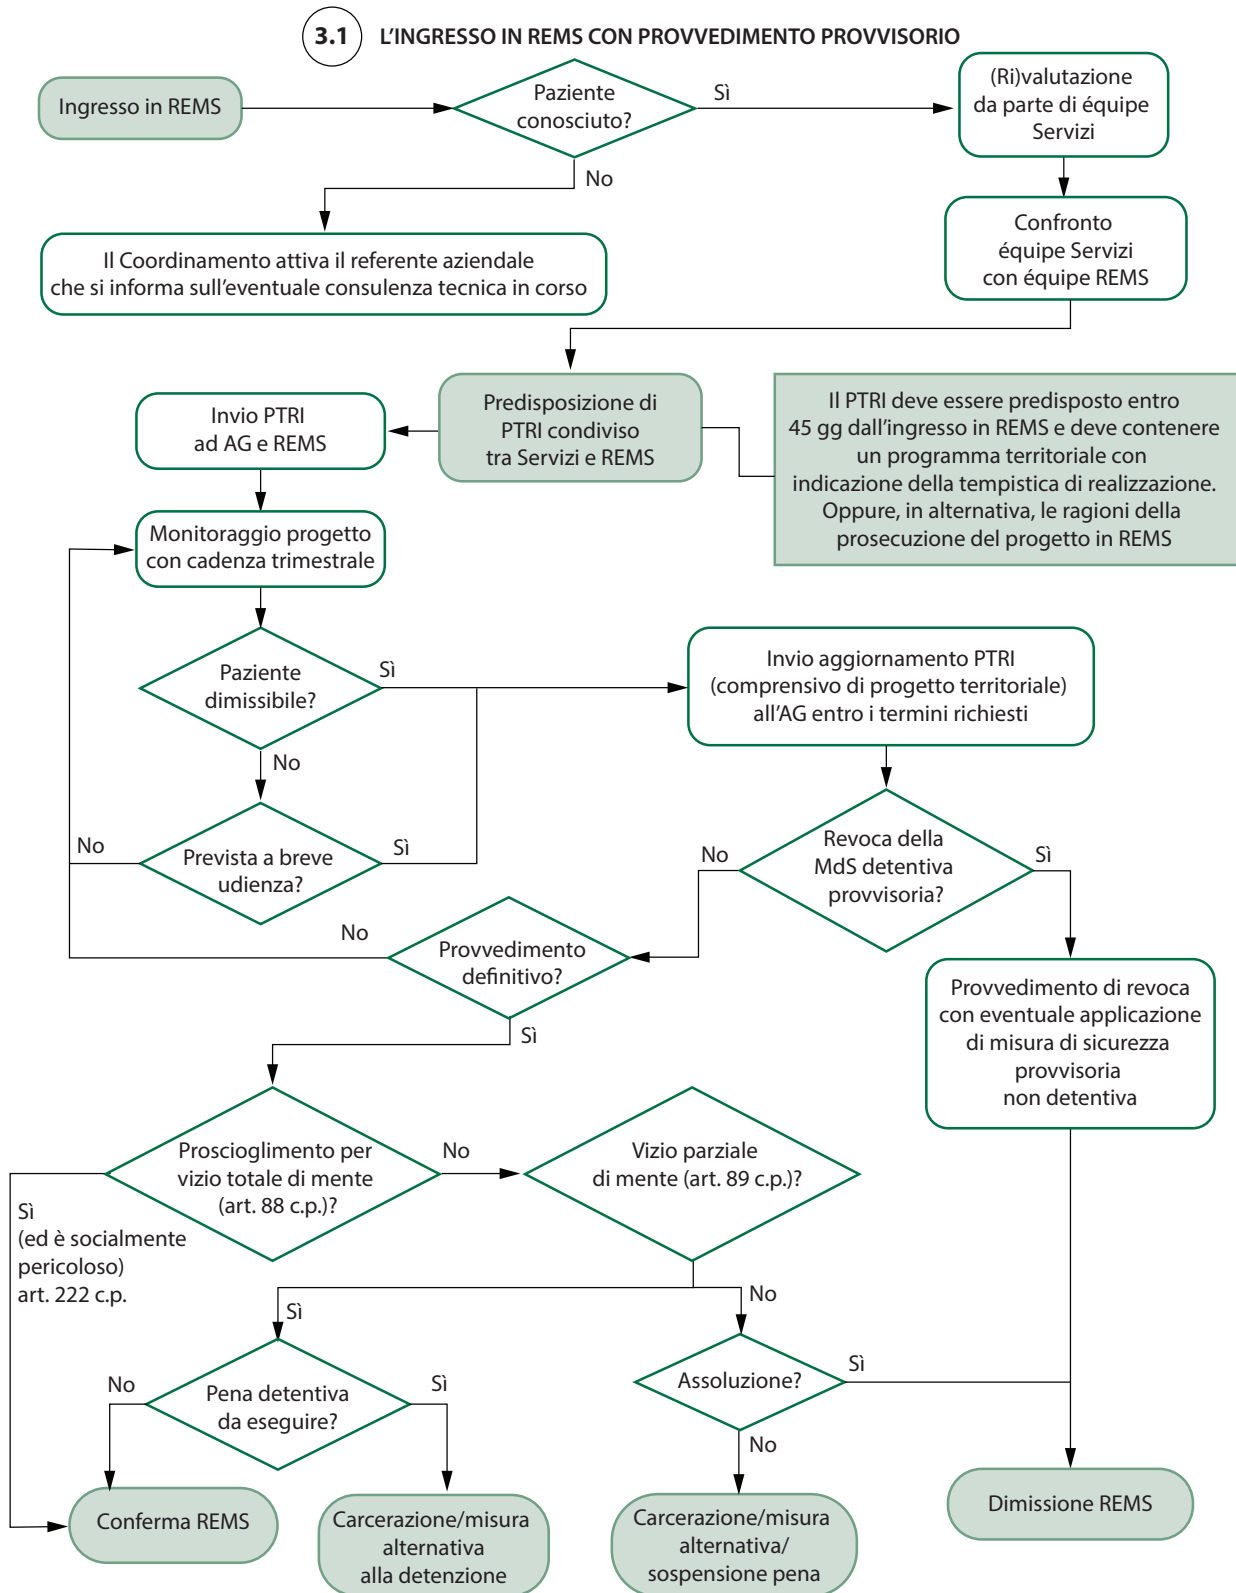 3.1 L'INGRESSO IN REMS CON PROVVEDIMENTO PROVVISORIO
Ingresso in REMS
Paziente
conosciuto?
Sì
(Ri)valutazione
da parte di équipe
Servizi
No
Il Coordinamento attiva il referente aziendale
che si informa sull'eventuale consulenza tecnica in corso
Confronto
équipe Servizi
con équipe REMS
Invio PTRI
ad AG e REMS
Predisposizione di
PTRI condiviso
tra Servizi e REMS
Il PTRI deve essere predisposto entro
45 gg dall'ingresso in REMS e deve contenere
un programma territoriale con
indicazione della tempistica di realizzazione.
Oppure, in alternativa, le ragioni della
prosecuzione del progetto in REMS
Monitoraggio progetto
con cadenza trimestrale
Paziente
dimissibile?
Sì
Invio aggiornamento PTRI
(comprensivo di progetto territoriale)
all'AG entro i termini richiesti
No
No
Prevista a breve
udienza?
Sì
No
Revoca della
MdS detentiva
provvisoria?
Sì
No
Provvedimento
definitivo?
Sì
Provvedimento di revoca
con eventuale applicazione
di misura di sicurezza
provvisoria
non detentiva
Proscioglimento per
vizio totale di mente
(art. 88 c.p.)?
No
Vizio parziale
di mente (art. 89 c.p.)?
Sì
(ed è socialmente
pericoloso)
art. 222 c.p.
Sì
No
No
Pena detentiva
da eseguire?
Sì
Assoluzione?
Sì
No
Conferma REMS
Carcerazione/misura
alternativa
alla detenzione
Carcerazione/misura
alternativa/
sospensione pena
Dimissione REMS